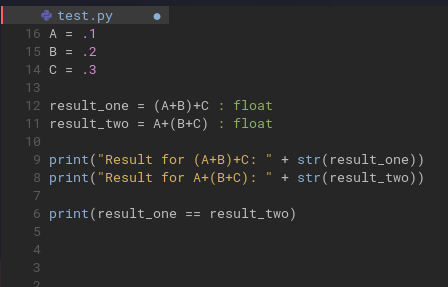 test.py
16 A = .1
15 B = .2
14 C = .3
13
12 result_one = (A+B)+C : float
11 result_two = A+(B+C) : float
10
9 print("Result for (A+B)+C: " + str(result_one))
8 print("Result for A+(B+C): " + str(result_two))
7
6 print(result_one == result_two)
5
4
3
2